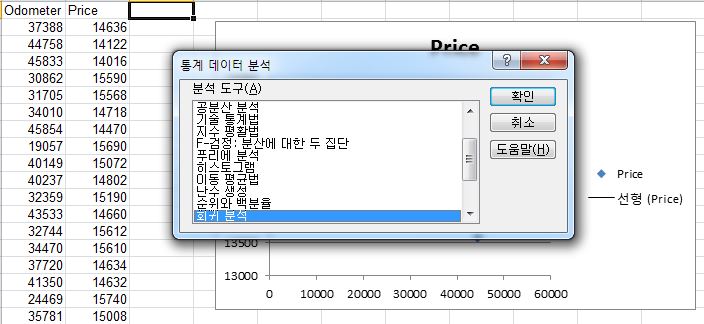 Odometer Price
37388 14636
44758 14122
45833 14016
30862 15590
31705 15568
34010 14718
45854 14470
19057 15690
40149 15072
40237 14802
32359 15190
43533 14660
32744 15612
34470 15610
37720 14634
41350 14632
24469 15740
35781 15008
Price
통계 데이터 분석
분석 도구(A)
공분산 분석
기술 통계법
지수 평활법
F-검정: 분산에 대한 두 집단
푸리에 분석
히스토그램
이동 평균법
난수 생성
순위와 백분율
회귀 분석
확인
취소
도움말(H)
Price
선형 (Price)
13500
13000
0 10000 20000 30000 40000 50000 60000